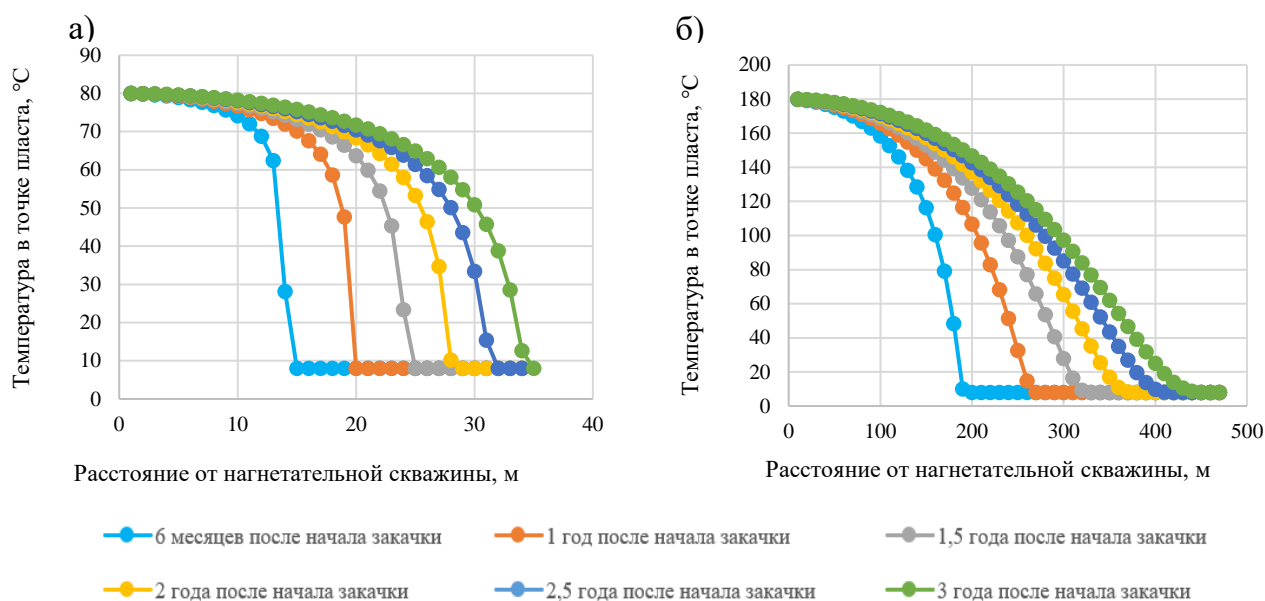 а)
Температура в точке пласта, °С
90
80
70
60
50
40
30
20
10
0
0 10 20 30 40
Расстояние от нагнетательной скважины, м
б)
Температура в точке пласта, °С
200
180
160
140
120
100
80
60
40
20
0
0 100 200 300 400 500
Расстояние от нагнетательной скважины, м
6 месяцев после начала закачки
1 год после начала закачки
1,5 года после начала закачки
2 года после начала закачки
2,5 года после начала закачки
3 года после начала закачки